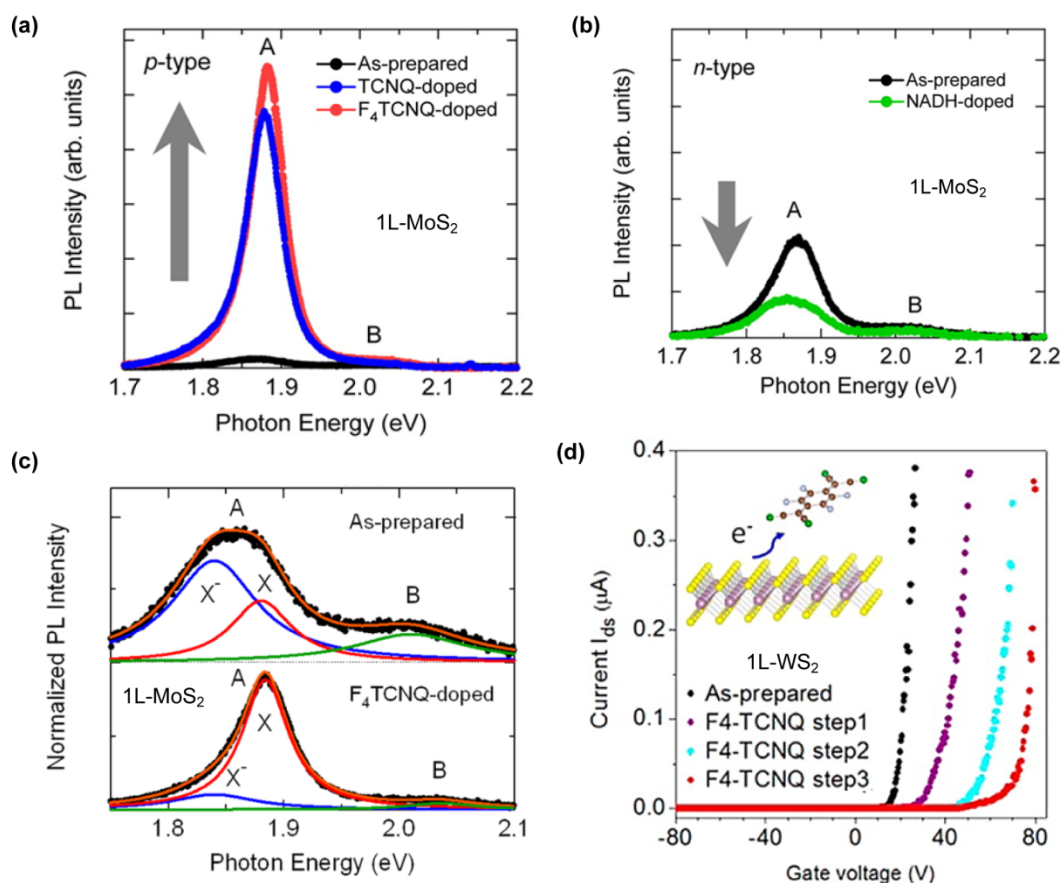 (a)
p-type
A
As-prepared
TCNQ-doped
F₄TCNQ-doped
1L-MoS₂
B
PL Intensity (arb. units)
1.7 1.8 1.9 2.0 2.1 2.2
Photon Energy (eV)
(b)
n-type
As-prepared
NADH-doped
1L-MoS₂
A
B
PL Intensity (arb. units)
1.7 1.8 1.9 2.0 2.1 2.2
Photon Energy (eV)
(c)
A
As-prepared
X⁻ X
B
1L-MoS₂
A
F₄TCNQ-doped
X
X⁻
B
Normalized PL Intensity
1.8 1.9 2.0 2.1
Photon Energy (eV)
(d)
0.4
0.3
0.2
0.1
0.0
Current I_ds (μA)
e⁻
1L-WS₂
As-prepared
F4-TCNQ step1
F4-TCNQ step2
F4-TCNQ step3
-80 -40 0 40 80
Gate voltage (V)